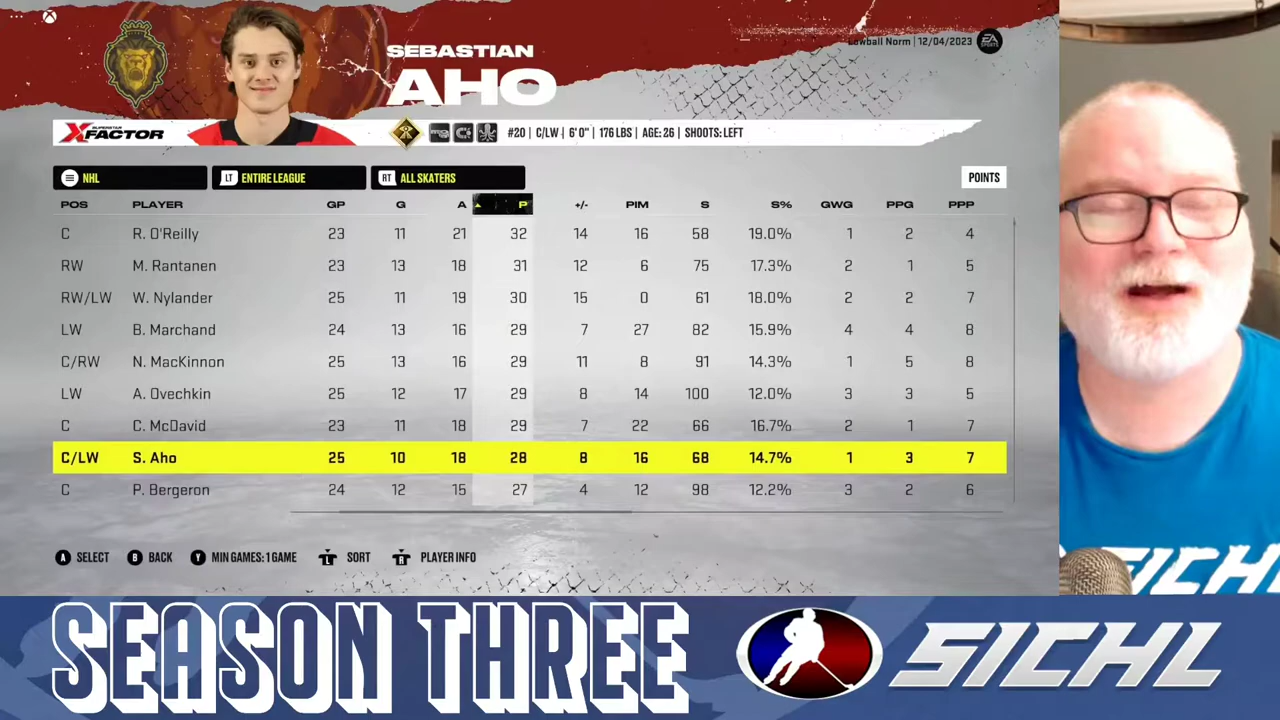 SEBASTIAN
AHO
Lowball Norm | 12/04/2023 EA SPORTS
SUPERSTAR X FACTOR
#20 | C/LW | 6' 0" | 176 LBS | AGE: 26 | SHOOTS: LEFT
NHL LT ENTIRE LEAGUE RT ALL SKATERS POINTS
POS PLAYER GP G A P +/- PIM S S% GWG PPG PPP
C R. O'Reilly 23 11 21 32 14 16 58 19.0% 1 2 4
RW M. Rantanen 23 13 18 31 12 6 75 17.3% 2 1 5
RW/LW W. Nylander 25 11 19 30 15 0 61 18.0% 2 2 7
LW B. Marchand 24 13 16 29 7 27 82 15.9% 4 4 8
C/RW N. MacKinnon 25 13 16 29 11 8 91 14.3% 1 5 8
LW A. Ovechkin 25 12 17 29 8 14 100 12.0% 3 3 5
C C. McDavid 23 11 18 29 7 22 66 16.7% 2 1 7
C/LW S. Aho 25 10 18 28 8 16 68 14.7% 1 3 7
C P. Bergeron 24 12 15 27 4 12 98 12.2% 3 2 6
A SELECT B BACK Y MIN GAMES: 1 GAME L SORT R PLAYER INFO
SICHL
SEASON THREE SICHL